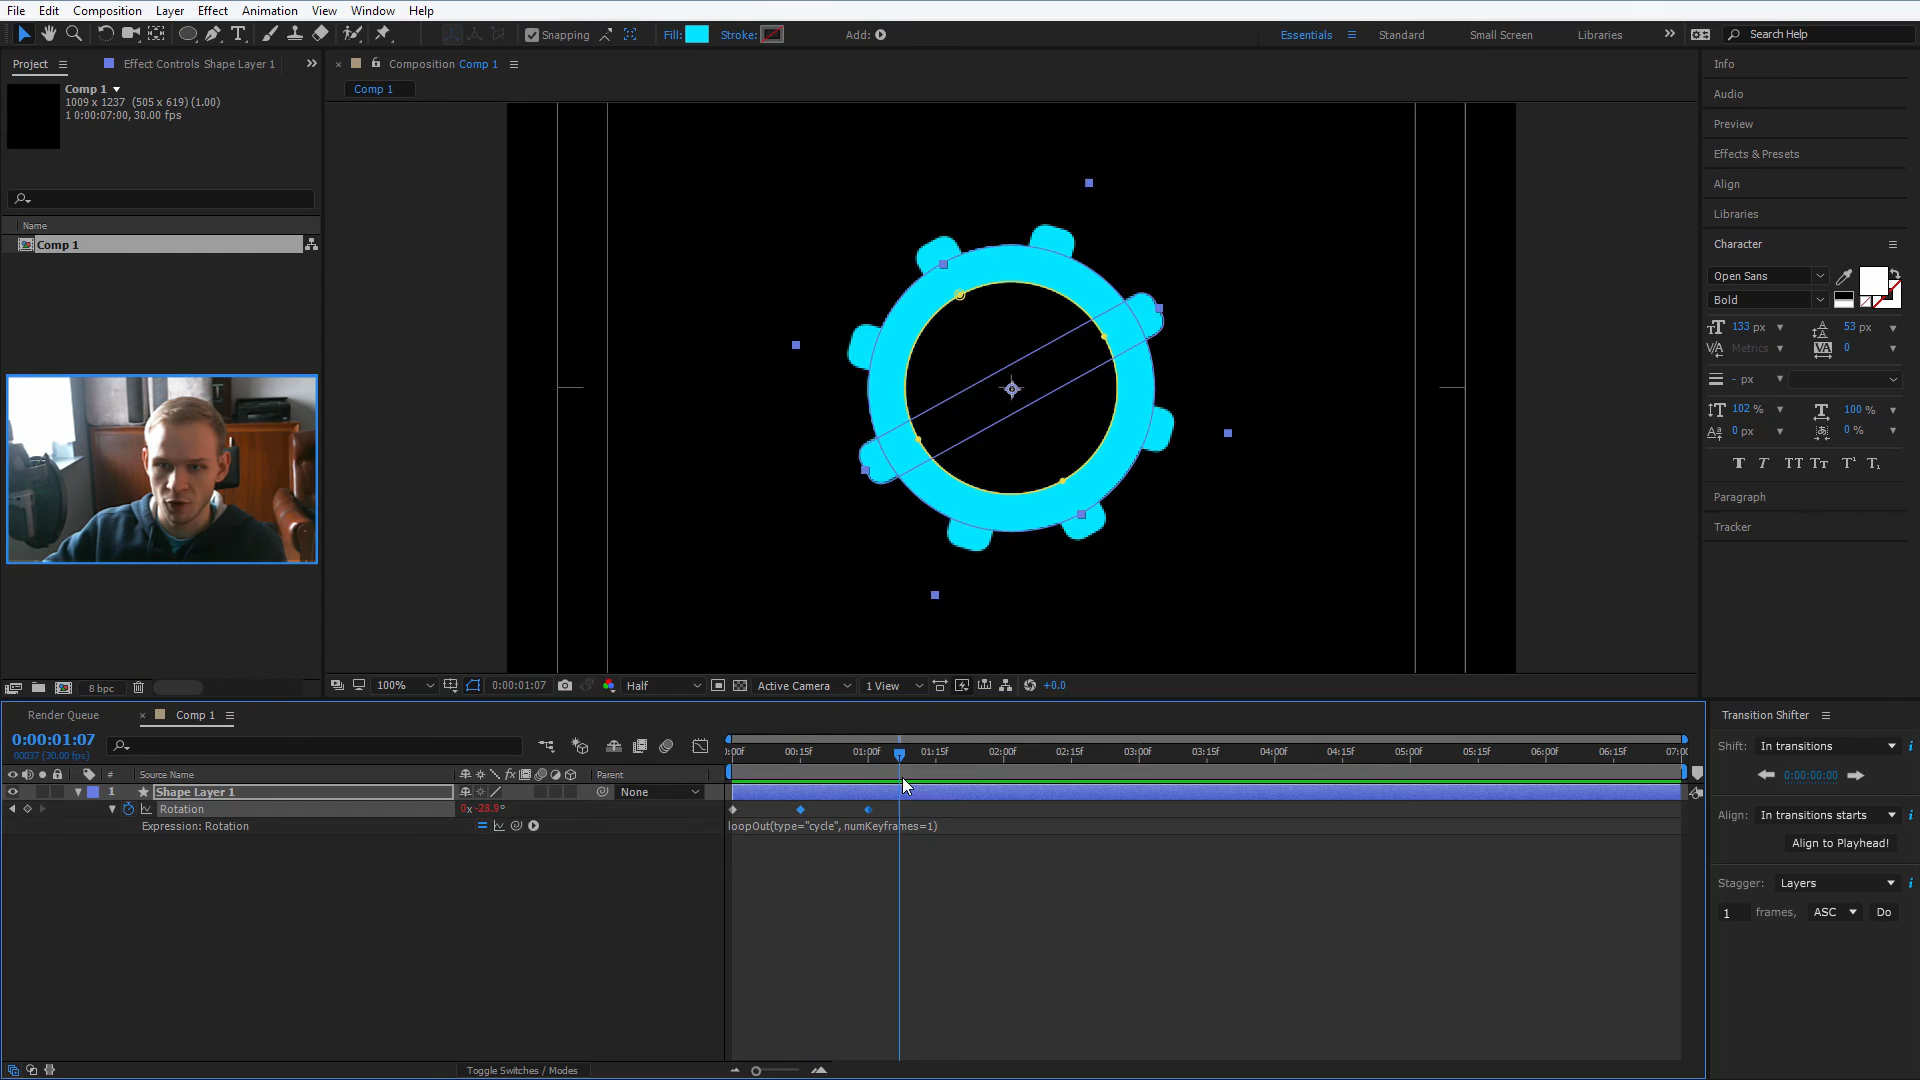 File Edit Composition Layer Effect Animation View Window Help
Snapping Fill: Stroke: Add: Essentials Standard Small Screen Libraries Search Help
Project Effect Controls Shape Layer 1
Composition Comp 1
Comp 1
Comp 1
1009 x 1237 (505 x 619) (1.00)
1 0:00:07:00, 30.00 fps
Name
Comp 1
8 bpc
100% 0:00:01:07 Half Active Camera 1 View +0.0
Info
Audio
Preview
Effects & Presets
Align
Libraries
Character
Open Sans
Bold
133 px 53 px
Metrics 0
- px
102 % 100 %
0 px 0 %
T T TT Tт T¹ T₁
Paragraph
Tracker
Render Queue Comp 1
0:00:01:07
00037 (30.00 fps)
:00f 00:15f 01:00f 01:15f 02:00f 02:15f 03:00f 03:15f 04:00f 04:15f 05:00f 05:15f 06:00f 06:15f 07:00
# Source Name Parent
1 Shape Layer 1 None
Rotation 0x-28.9°
Expression: Rotation loopOut(type="cycle", numKeyframes=1)
Toggle Switches / Modes
Transition Shifter
Shift: In transitions
0:00:00:00
Align: In transitions starts
Align to Playhead!
Stagger: Layers
1 frames, ASC Do